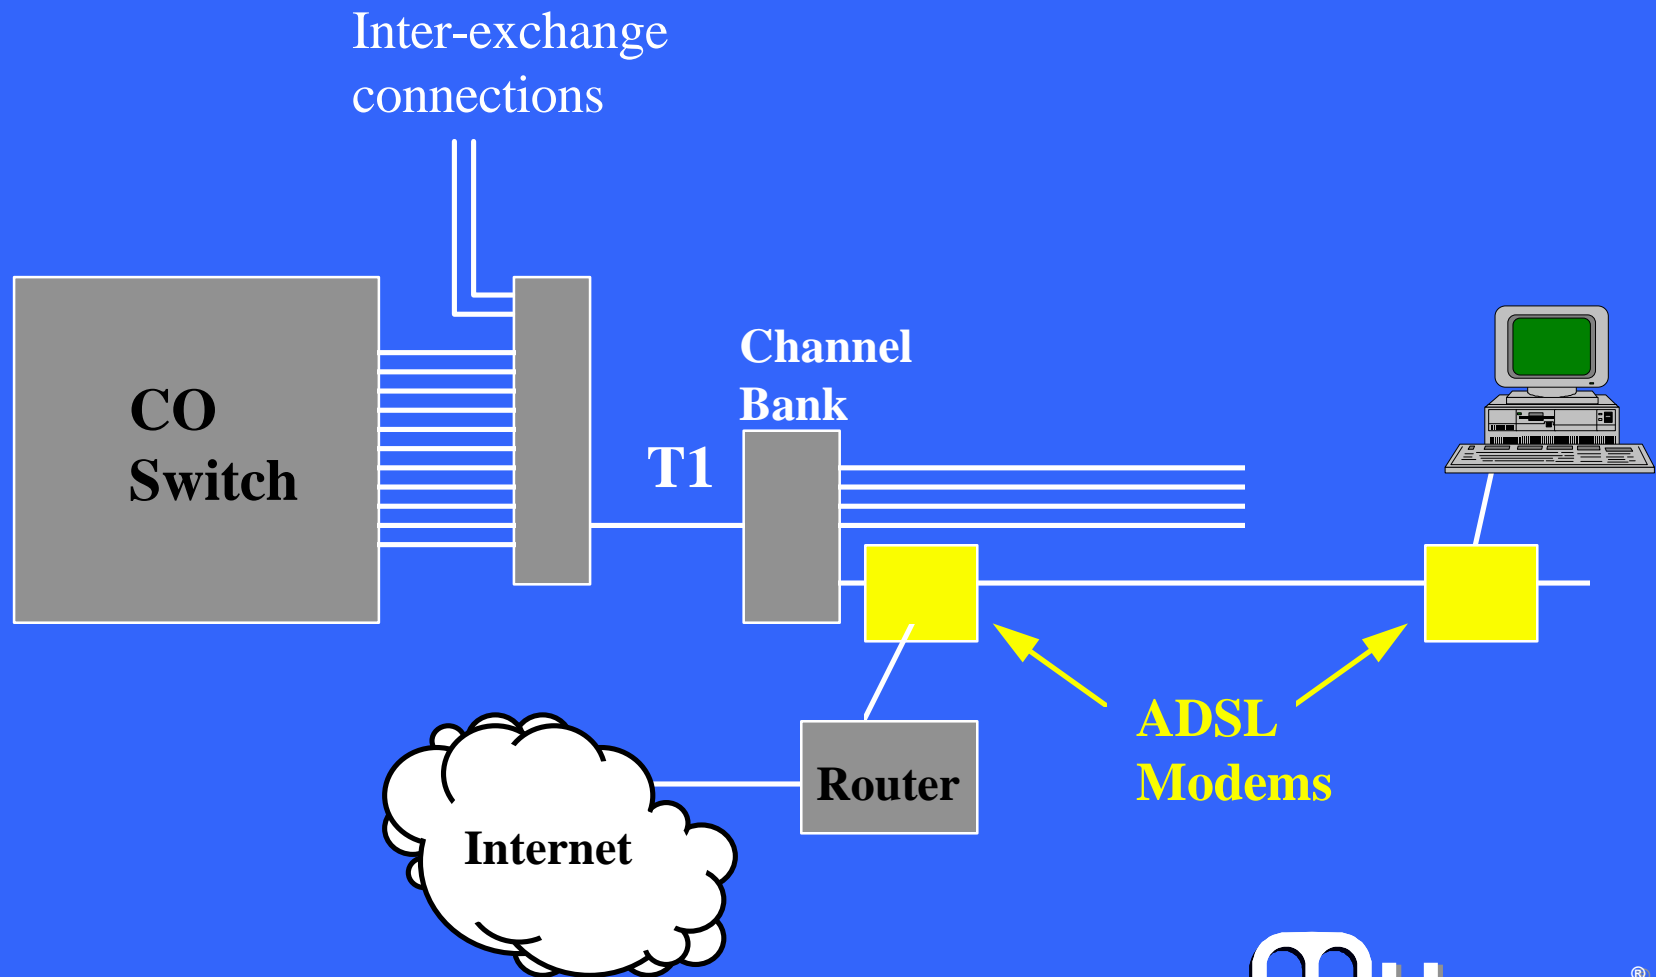 Inter-exchange
connections
Channel
Bank
CO
Switch
T1
ADSL
Modems
Router
Internet
®